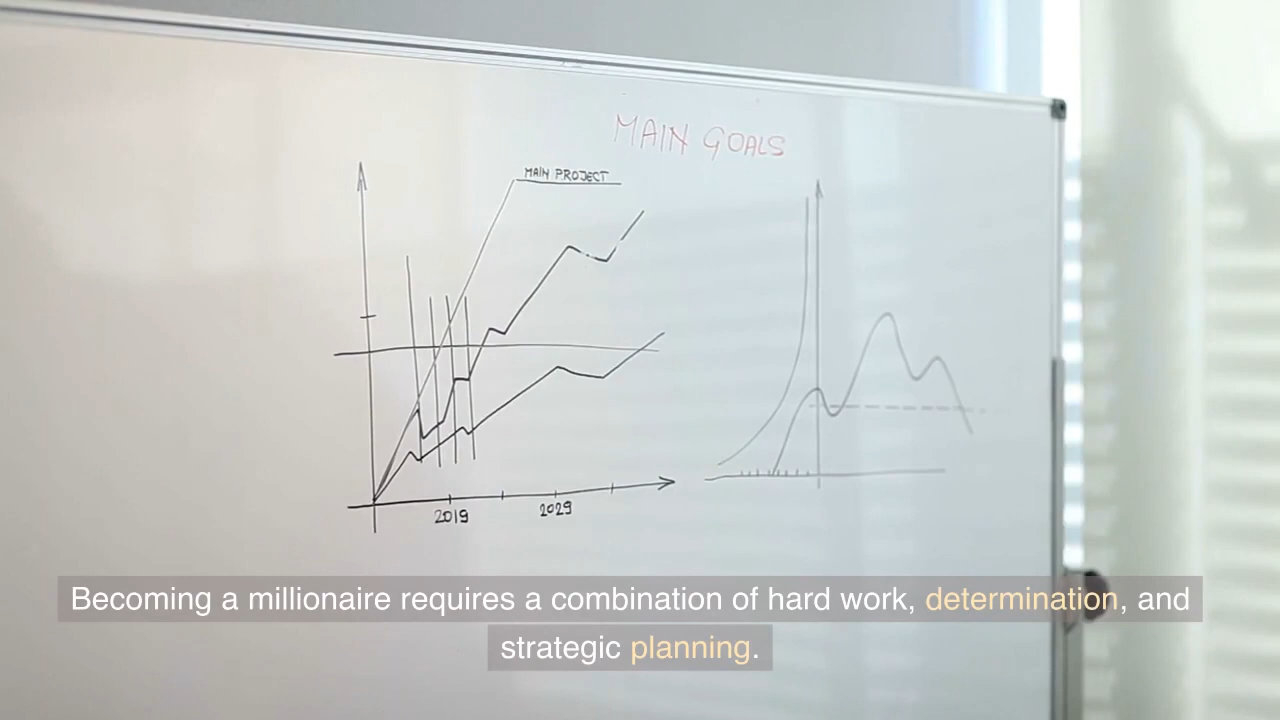 MAIN GOALS
MAIN PROJECT
2019
2029
Becoming a millionaire requires a combination of hard work, determination, and
strategic planning.